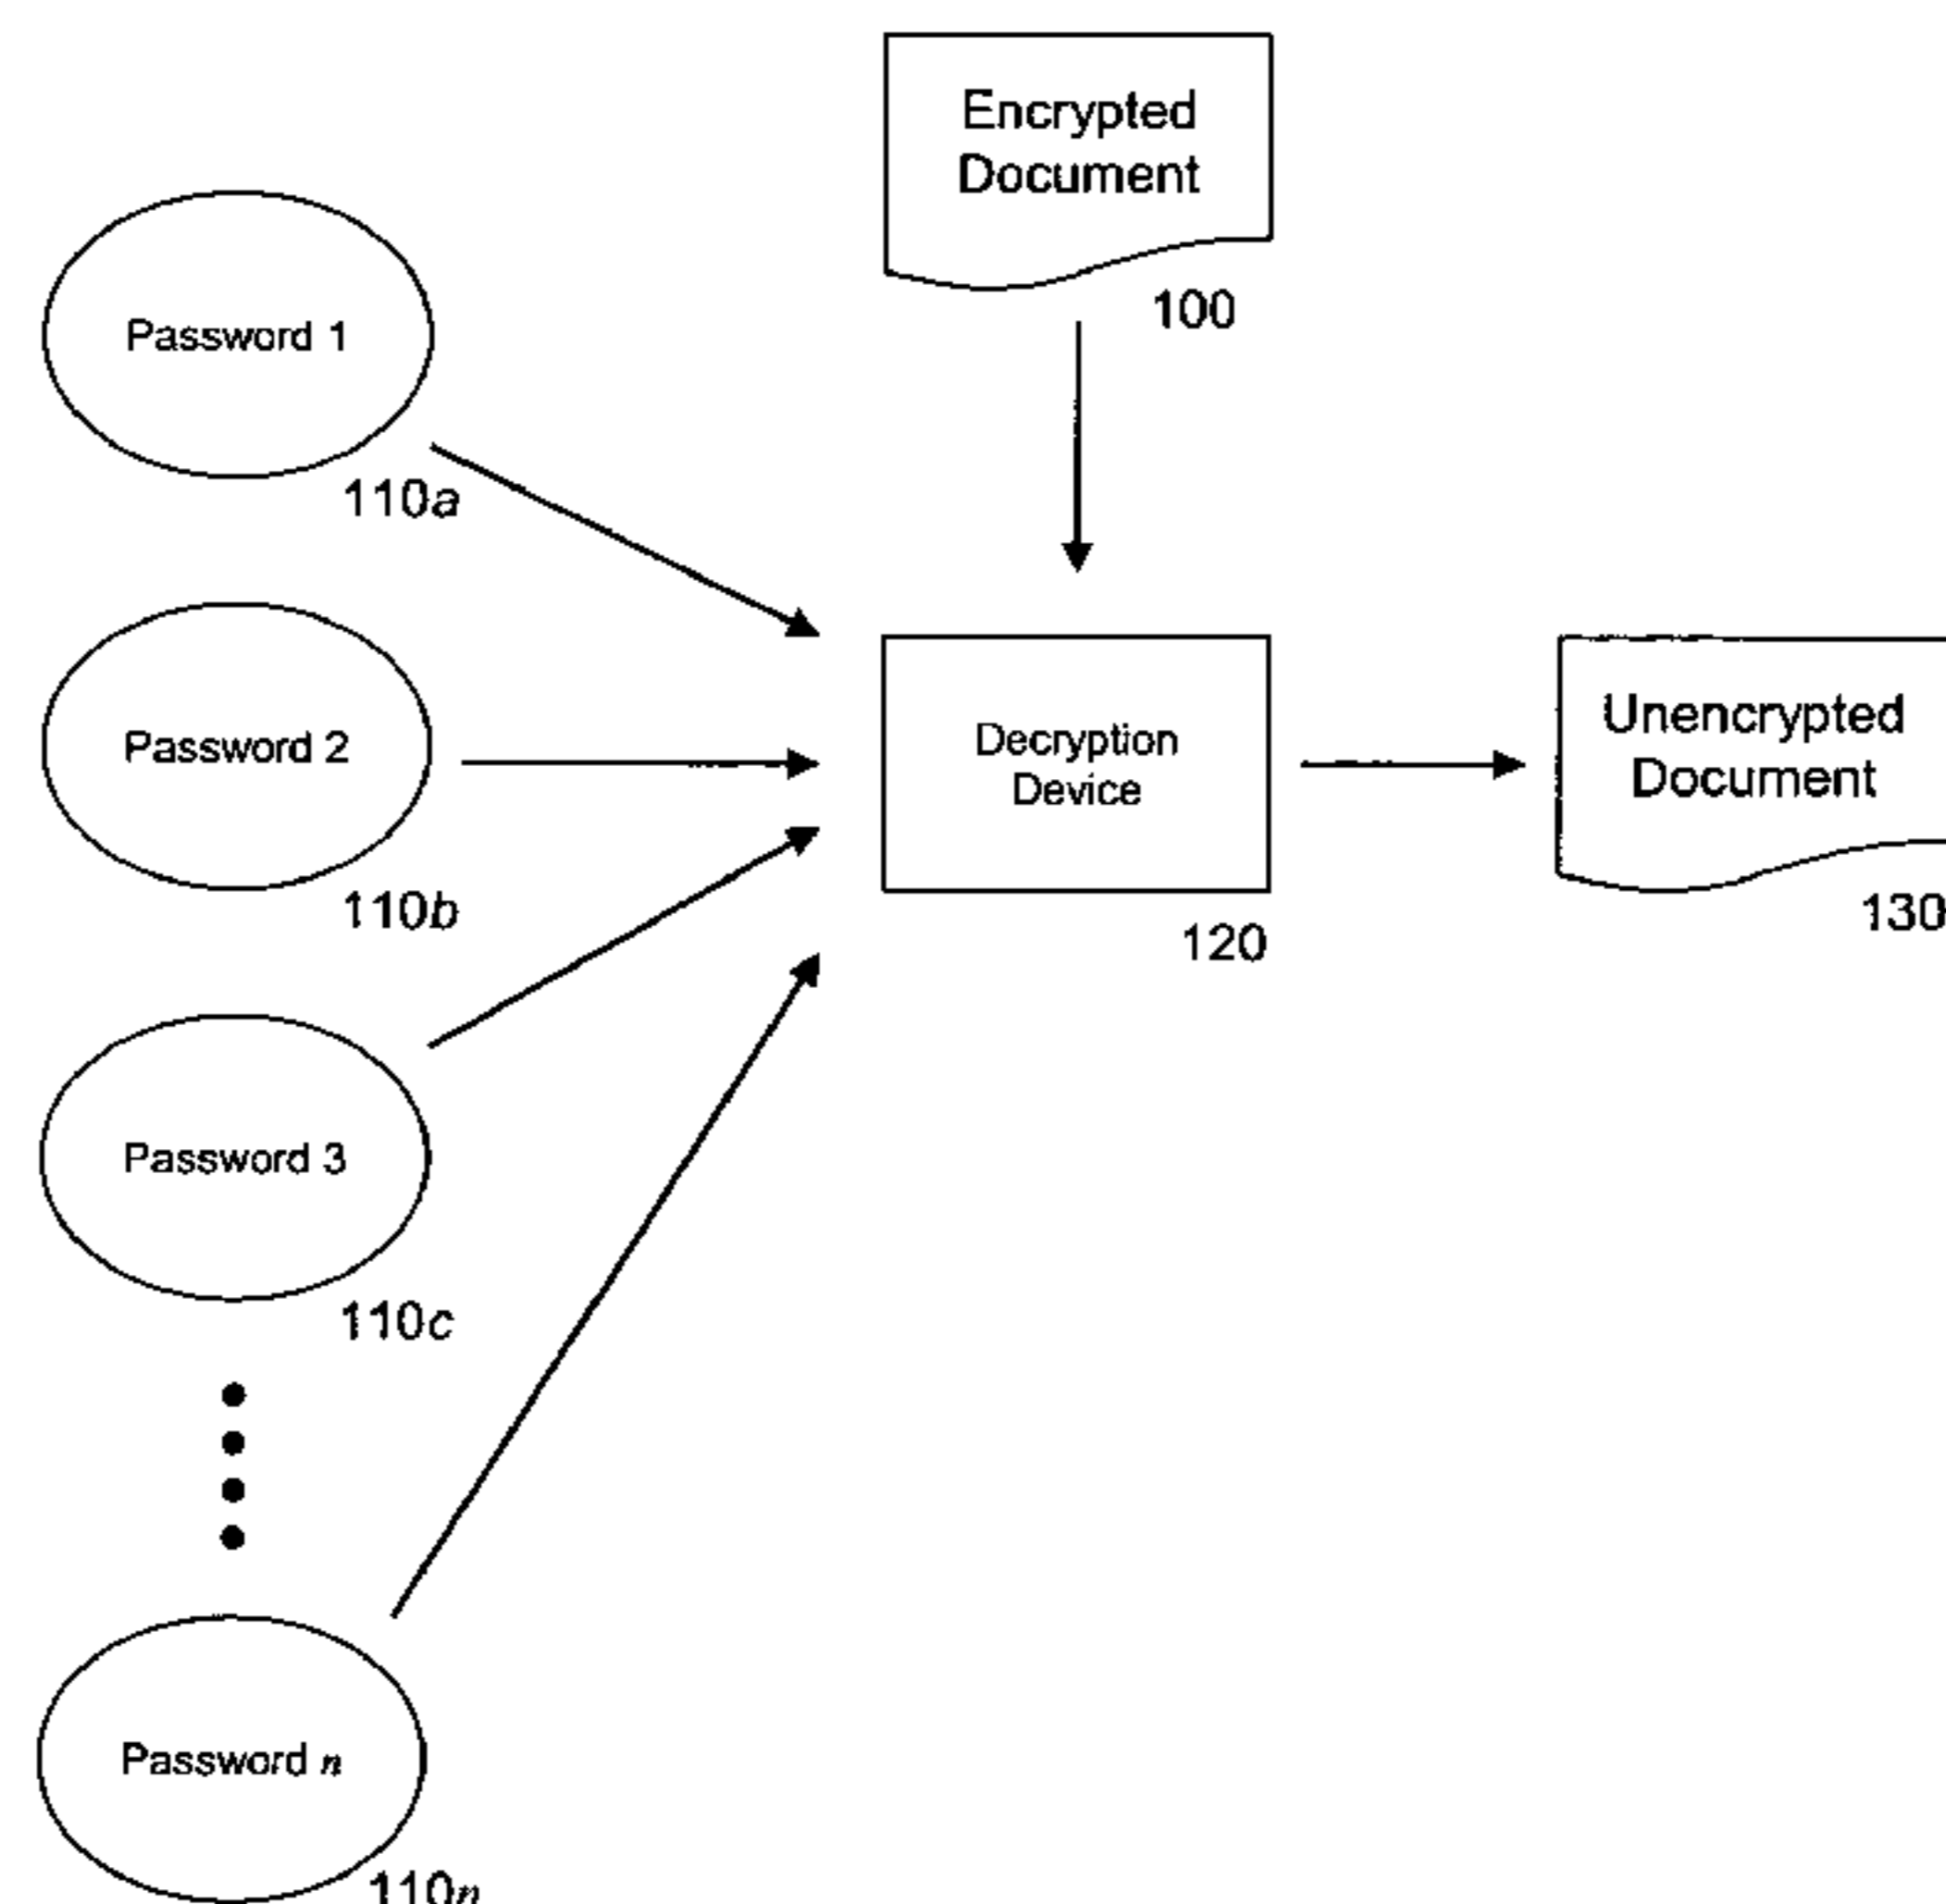 Encrypted
Document
100
Password 1
110a
Password 2
110b
Decryption
Device
120
Unencrypted
Document
130
Password 3
110c
Password n
110n